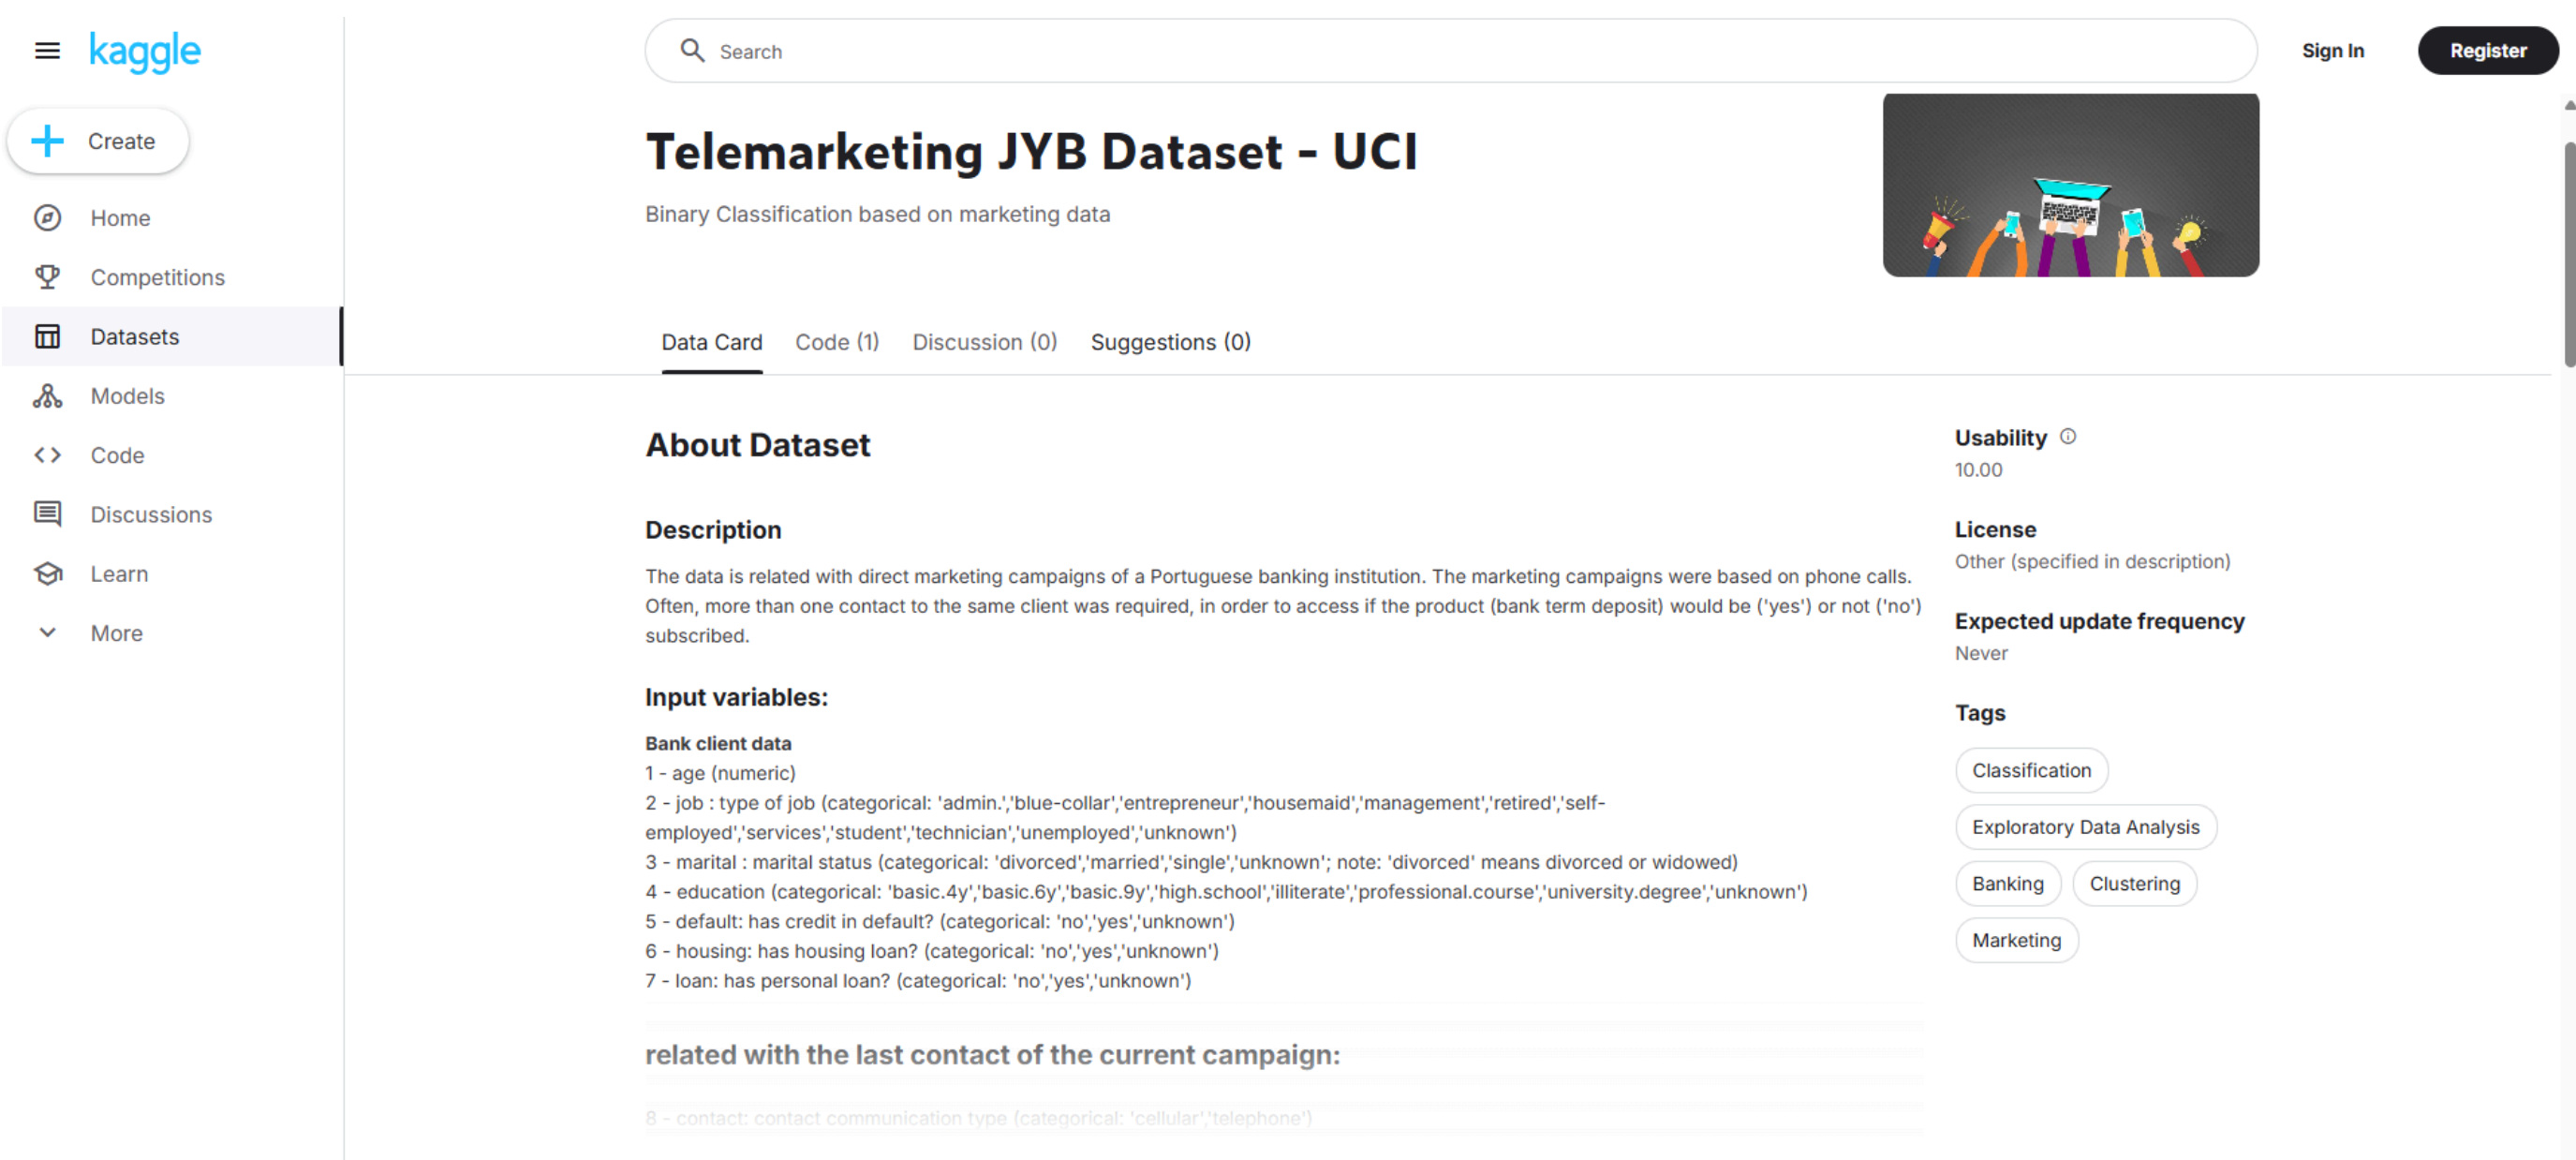 kaggle
Search
Sign In
Register
Create
Home
Competitions
Datasets
Models
Code
Discussions
Learn
More
Telemarketing JYB Dataset - UCI
Binary Classification based on marketing data
Data Card
Code (1)
Discussion (0)
Suggestions (0)
About Dataset
Description
The data is related with direct marketing campaigns of a Portuguese banking institution. The marketing campaigns were based on phone calls.
Often, more than one contact to the same client was required, in order to access if the product (bank term deposit) would be ('yes') or not ('no')
subscribed.
Input variables:
Bank client data
1 - age (numeric)
2 - job : type of job (categorical: 'admin.','blue-collar','entrepreneur','housemaid','management','retired','self-
employed','services','student','technician','unemployed','unknown')
3 - marital : marital status (categorical: 'divorced','married','single','unknown'; note: 'divorced' means divorced or widowed)
4 - education (categorical: 'basic.4y','basic.6y','basic.9y','high.school','illiterate','professional.course','university.degree','unknown')
5 - default: has credit in default? (categorical: 'no','yes','unknown')
6 - housing: has housing loan? (categorical: 'no','yes','unknown')
7 - loan: has personal loan? (categorical: 'no','yes','unknown')
related with the last contact of the current campaign:
8 - contact: contact communication type (categorical: 'cellular','telephone')
Usability
10.00
License
Other (specified in description)
Expected update frequency
Never
Tags
Classification
Exploratory Data Analysis
Banking
Clustering
Marketing